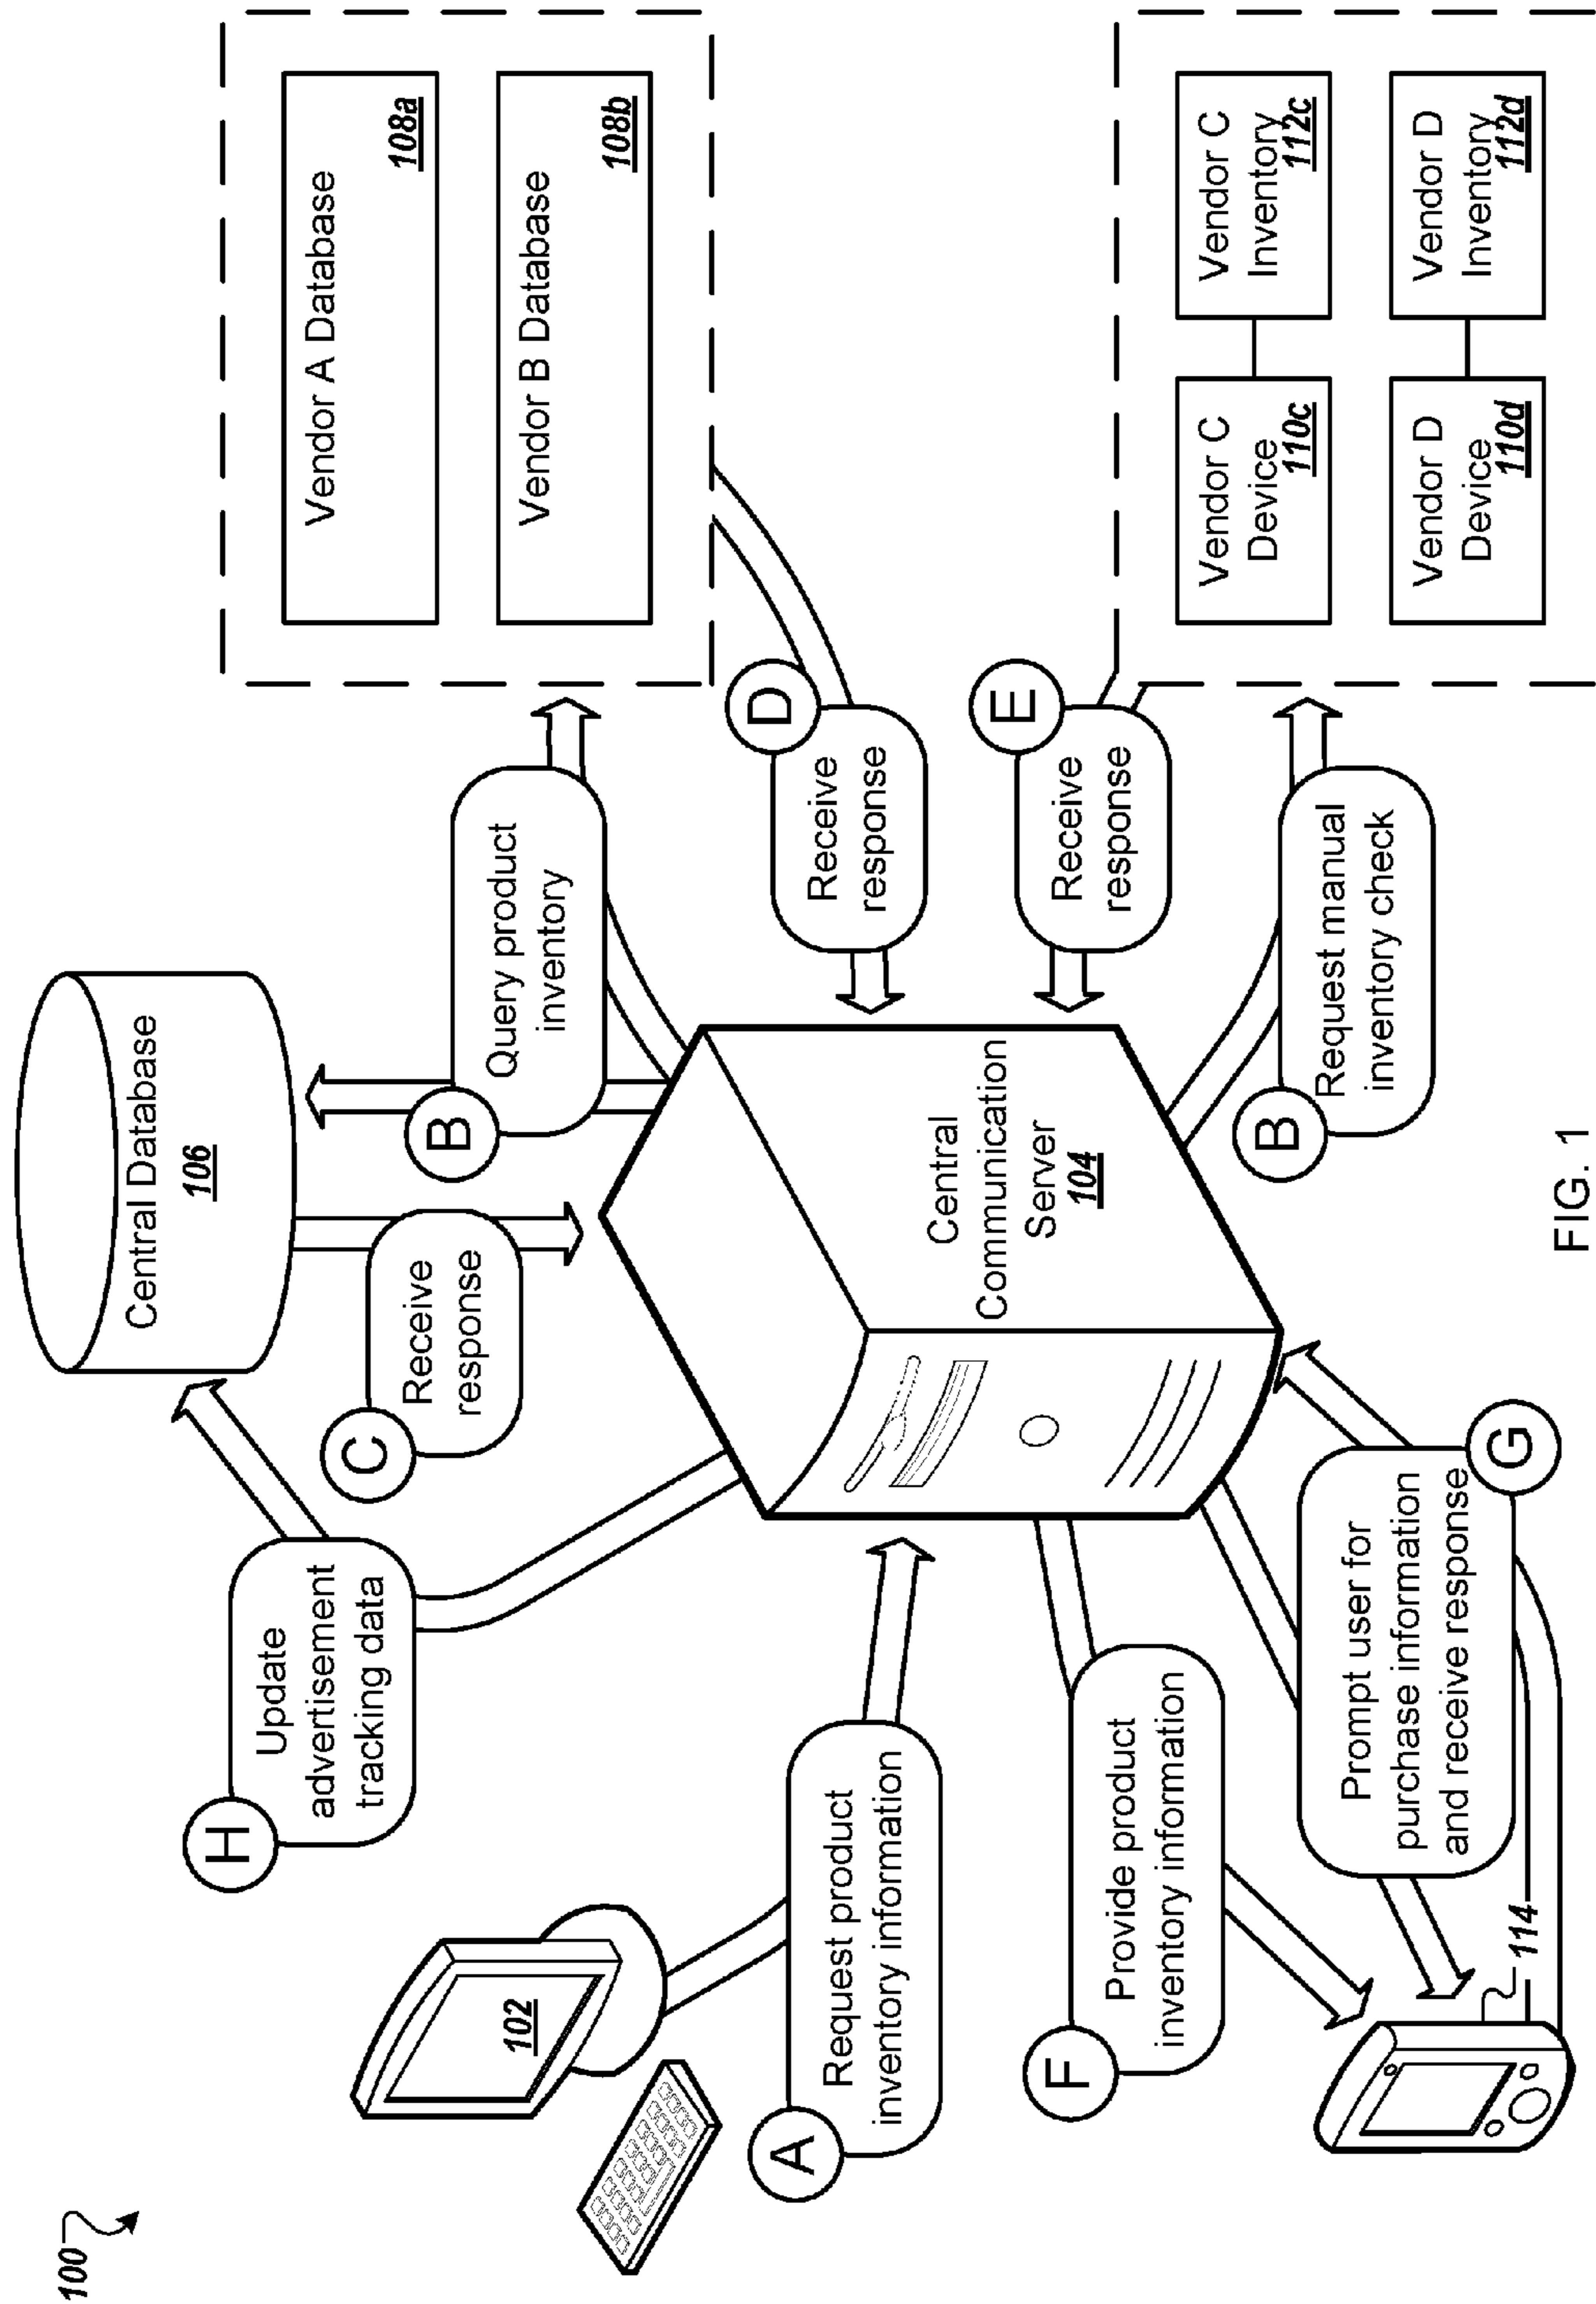 100
102
H
Update
advertisement
tracking data
Central Database
106
C
Receive
response
B
Query product
inventory
Vendor A Database
108a
Vendor B Database
108b
A
Request product
inventory information
Central
Communication
Server
104
D
Receive
response
E
Receive
response
F
Provide product
inventory information
G
Prompt user for
purchase information
and receive response
114
B
Request manual
inventory check
Vendor C
Device
110c
Vendor C
Inventory
112c
Vendor D
Device
110d
Vendor D
Inventory
112d
FIG. 1